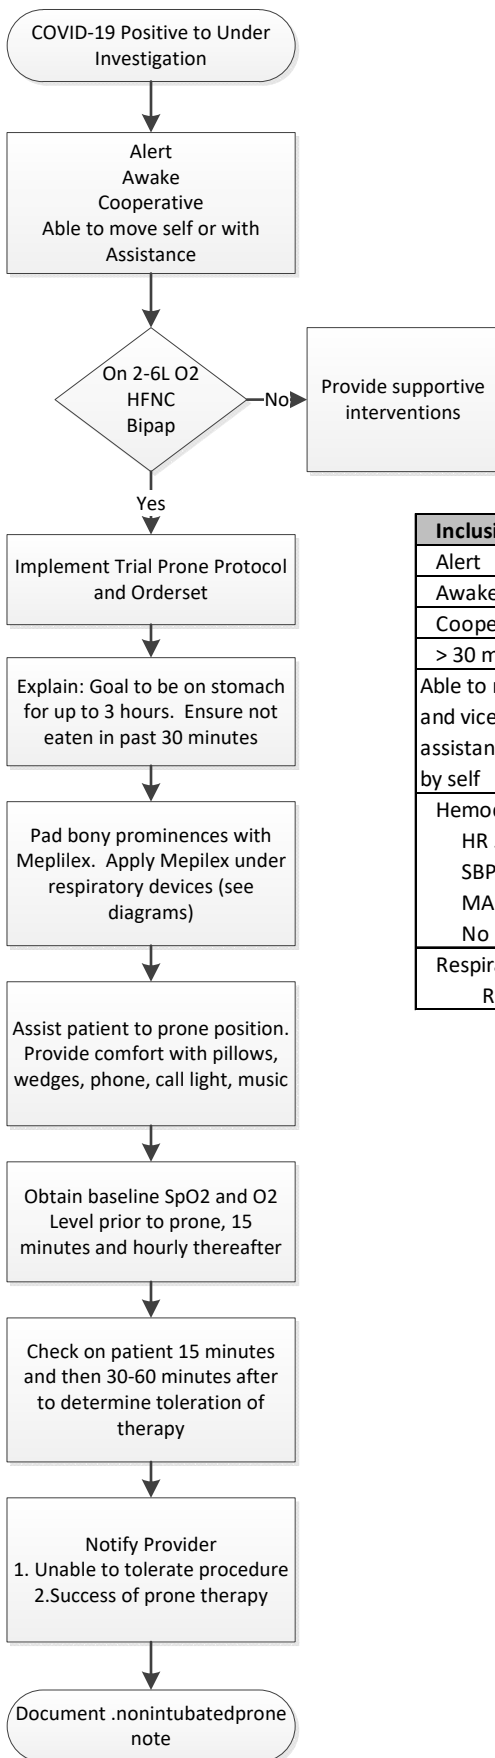 COVID-19 Positive to Under
Investigation
Alert
Awake
Cooperative
Able to move self or with
Assistance
On 2-6L O2
HFNC
Bipap
No
Provide supportive
interventions
Yes
Implement Trial Prone Protocol
and Orderset
Explain: Goal to be on stomach
for up to 3 hours.  Ensure not
eaten in past 30 minutes
Pad bony prominences with
Meplilex.  Apply Mepilex under
respiratory devices (see
diagrams)
Assist patient to prone position.
Provide comfort with pillows,
wedges, phone, call light, music
Obtain baseline SpO2 and O2
Level prior to prone, 15
minutes and hourly thereafter
Check on patient 15 minutes
and then 30-60 minutes after
to determine toleration of
therapy
Notify Provider
1. Unable to tolerate procedure
2.Success of prone therapy
Document .nonintubatedprone
note
Alert
> 30
Able to
and
by self
HR
SBP
No